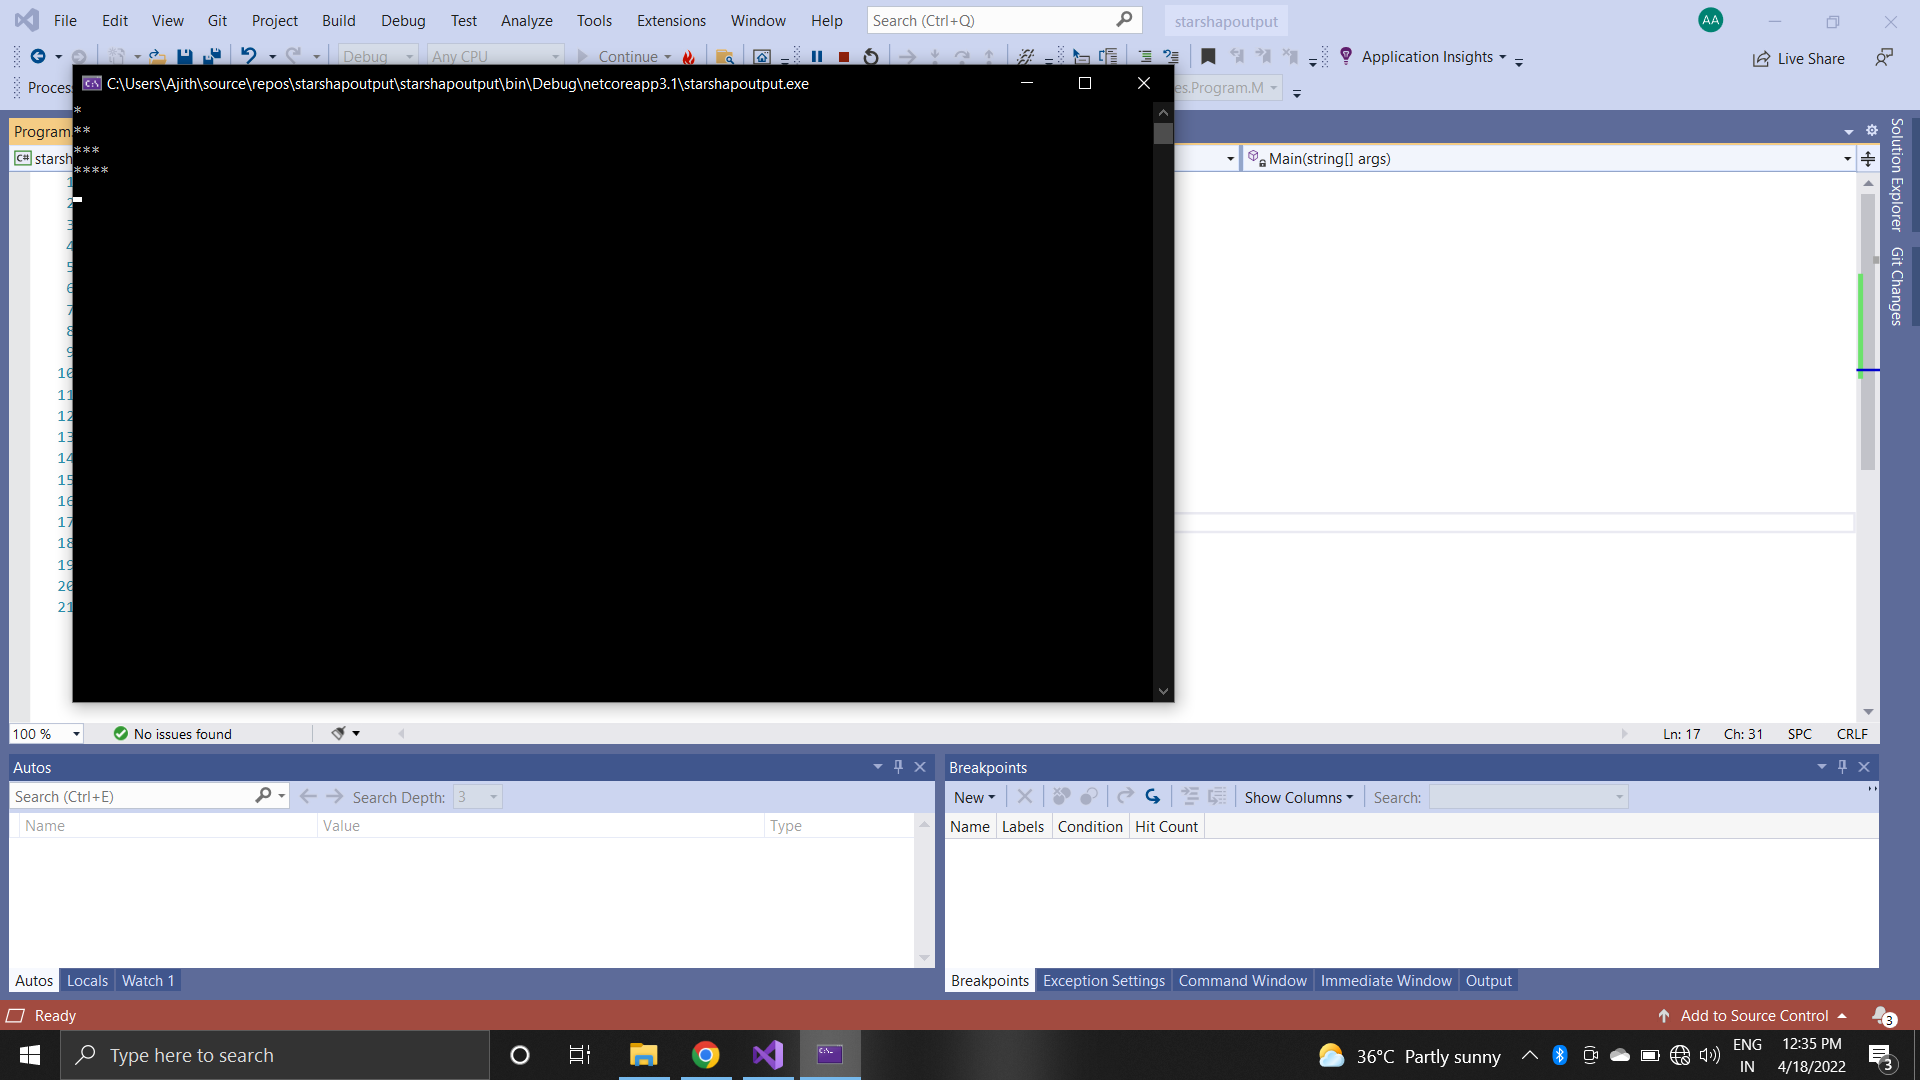 File Edit View Git Project Build Debug Test Analyze Tools Extensions Window Help Search (Ctrl+Q) starshapoutput AA
Debug Any CPU Continue Application Insights Live Share
Process es.Program.M
C:\Users\Ajith\source\repos\starshapoutput\starshapoutput\bin\Debug\netcoreapp3.1\starshapoutput.exe
*
**
***
****
Program.
C# starsh Main(string[] args)
1
2
3
4
5
6
7
8
9
10
11
12
13
14
15
16
17
18
19
20
21
Solution Explorer
Git Changes
100 % No issues found Ln: 17 Ch: 31 SPC CRLF
Autos
Search (Ctrl+E) Search Depth: 3
Name Value Type
Autos Locals Watch 1
Breakpoints
New Show Columns Search:
Name Labels Condition Hit Count
Breakpoints Exception Settings Command Window Immediate Window Output
Ready Add to Source Control 3
Type here to search 36°C Partly sunny ENG IN 12:35 PM 4/18/2022 3